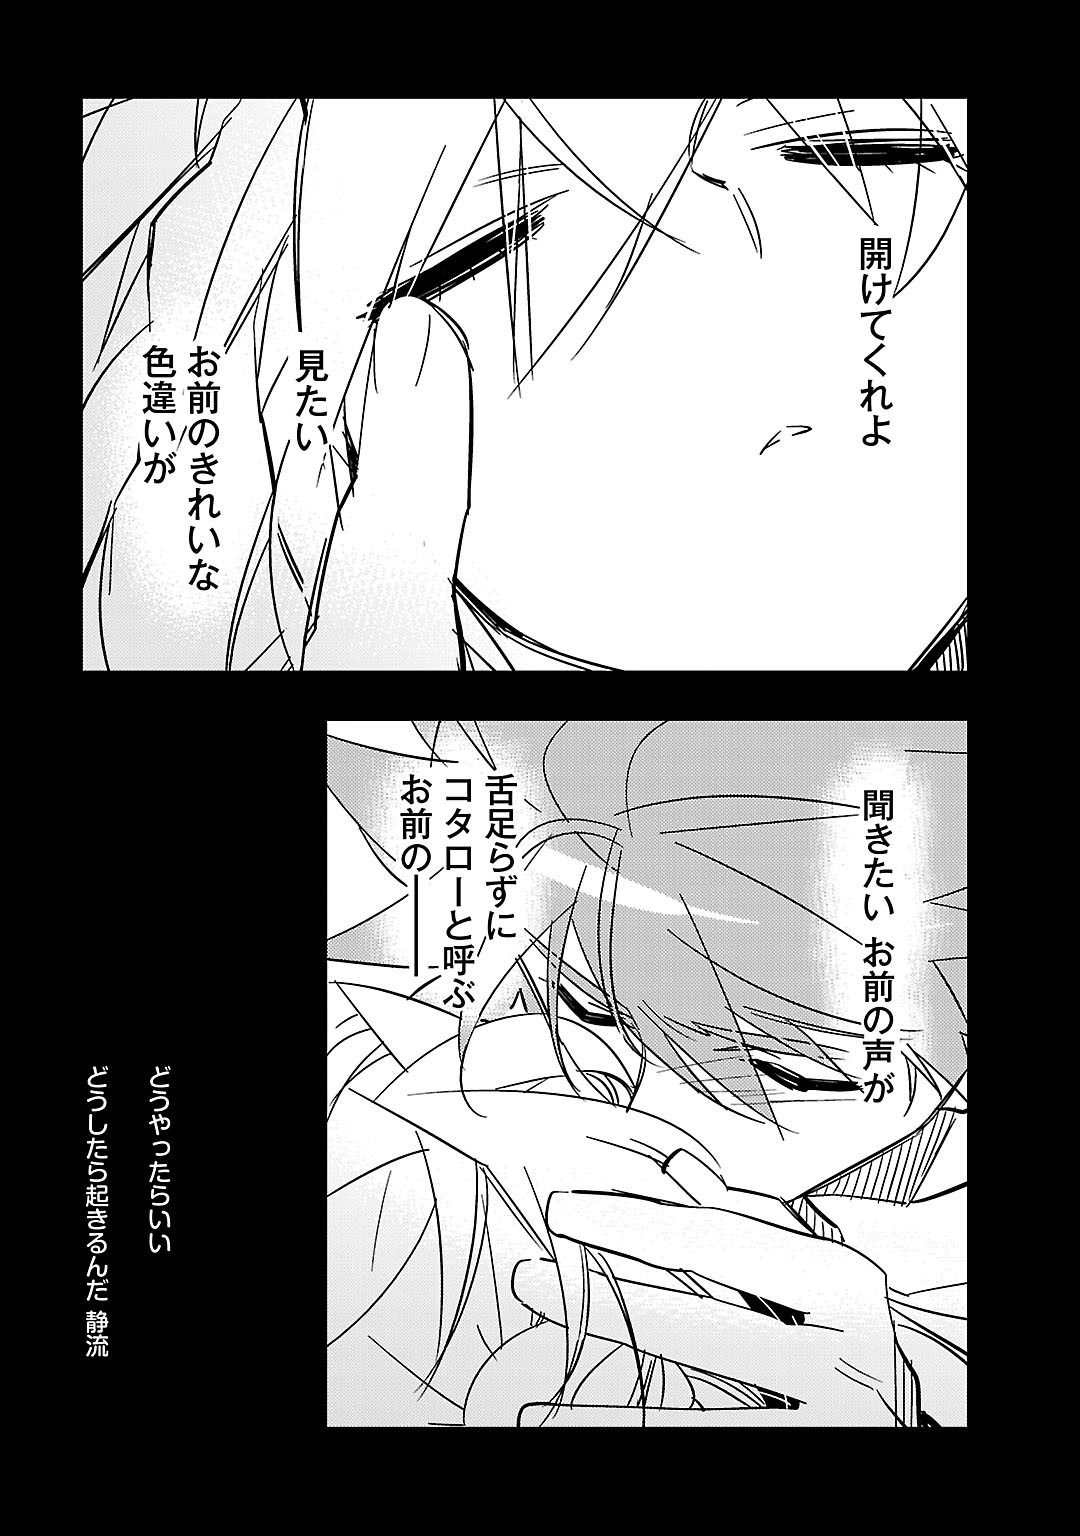 開けてくれよ
見たい
お前のきれいな
色違いが
聞きたい お前の声が
舌足らずに
コタローと呼ぶ
お前の――
どうやったらいい
どうしたら起きるんだ 静流